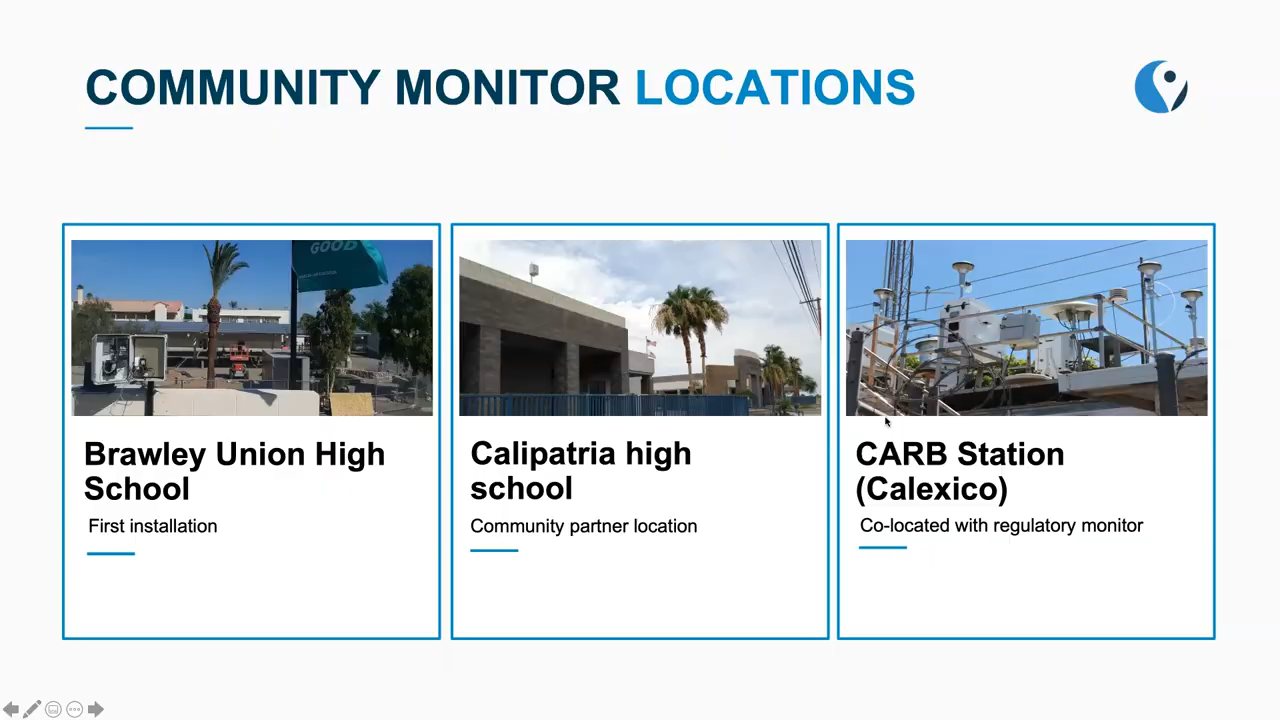 COMMUNITY MONITOR LOCATIONS
GOOD
Brawley Union High
School
First installation
Calipatria high
school
Community partner location
CARB Station
(Calexico)
Co-located with regulatory monitor